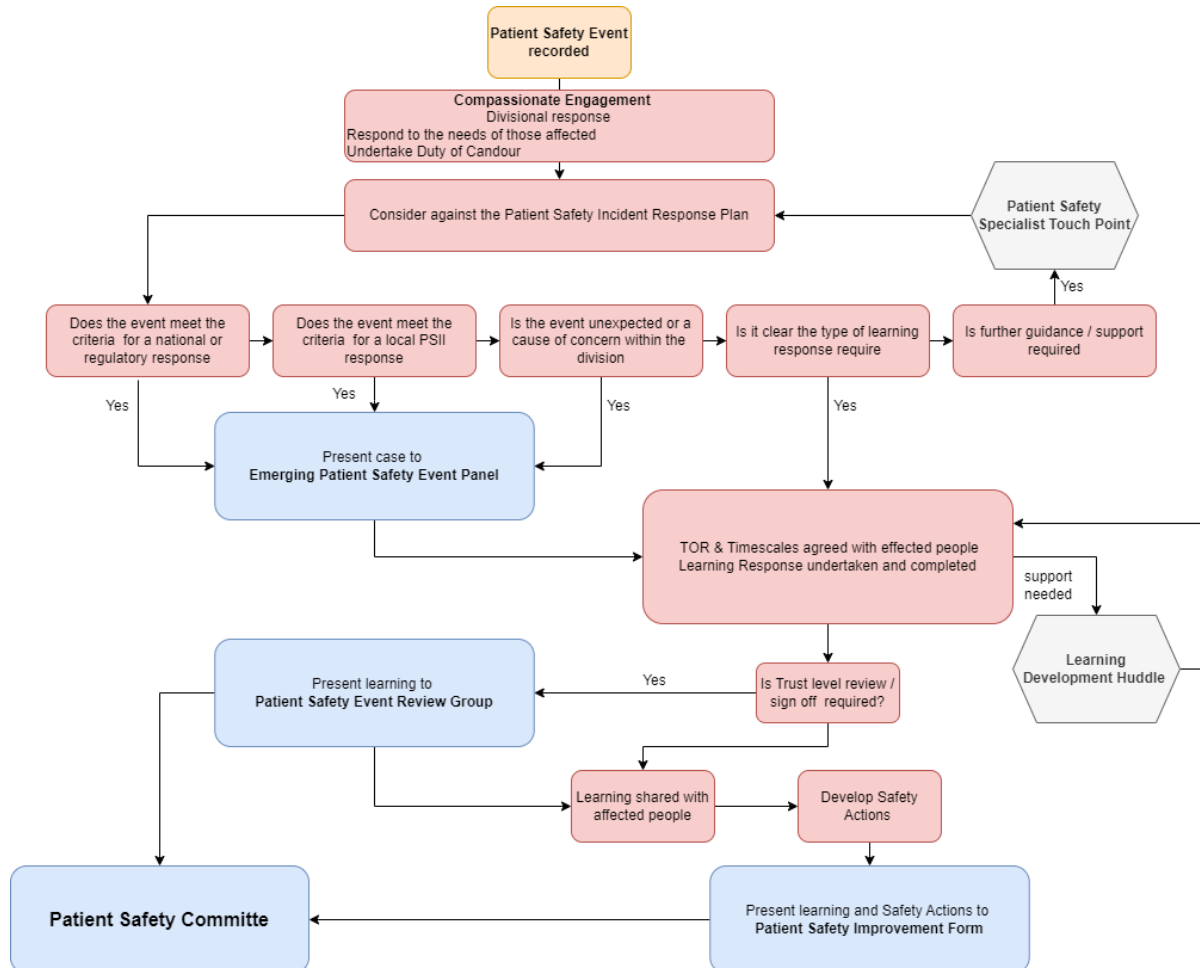 Patient Safety Event
recorded
Compassionate Engagement
Divisional response
Respond to the needs of those affected
Undertake Duty of Candour
Consider against the Patient Safety Incident Response Plan
Patient Safety
Specialist Touch Point
Yes
Does the event meet the
criteria for a national or
regulatory response
Does the event meet the
criteria for a local PSII
response
Is the event unexpected or a
cause of concern within the
division
Is it clear the type of learning
response require
Is further guidance / support
required
Yes
Yes
Yes
Yes
Present case to
Emerging Patient Safety Event Panel
TOR & Timescales agreed with effected people
Learning Response undertaken and completed
support
needed
Learning
Development Huddle
Present learning to
Patient Safety Event Review Group
Yes
Is Trust level review /
sign off required?
Learning shared with
affected people
Develop Safety
Actions
Patient Safety Committe
Present learning and Safety Actions to
Patient Safety Improvement Form